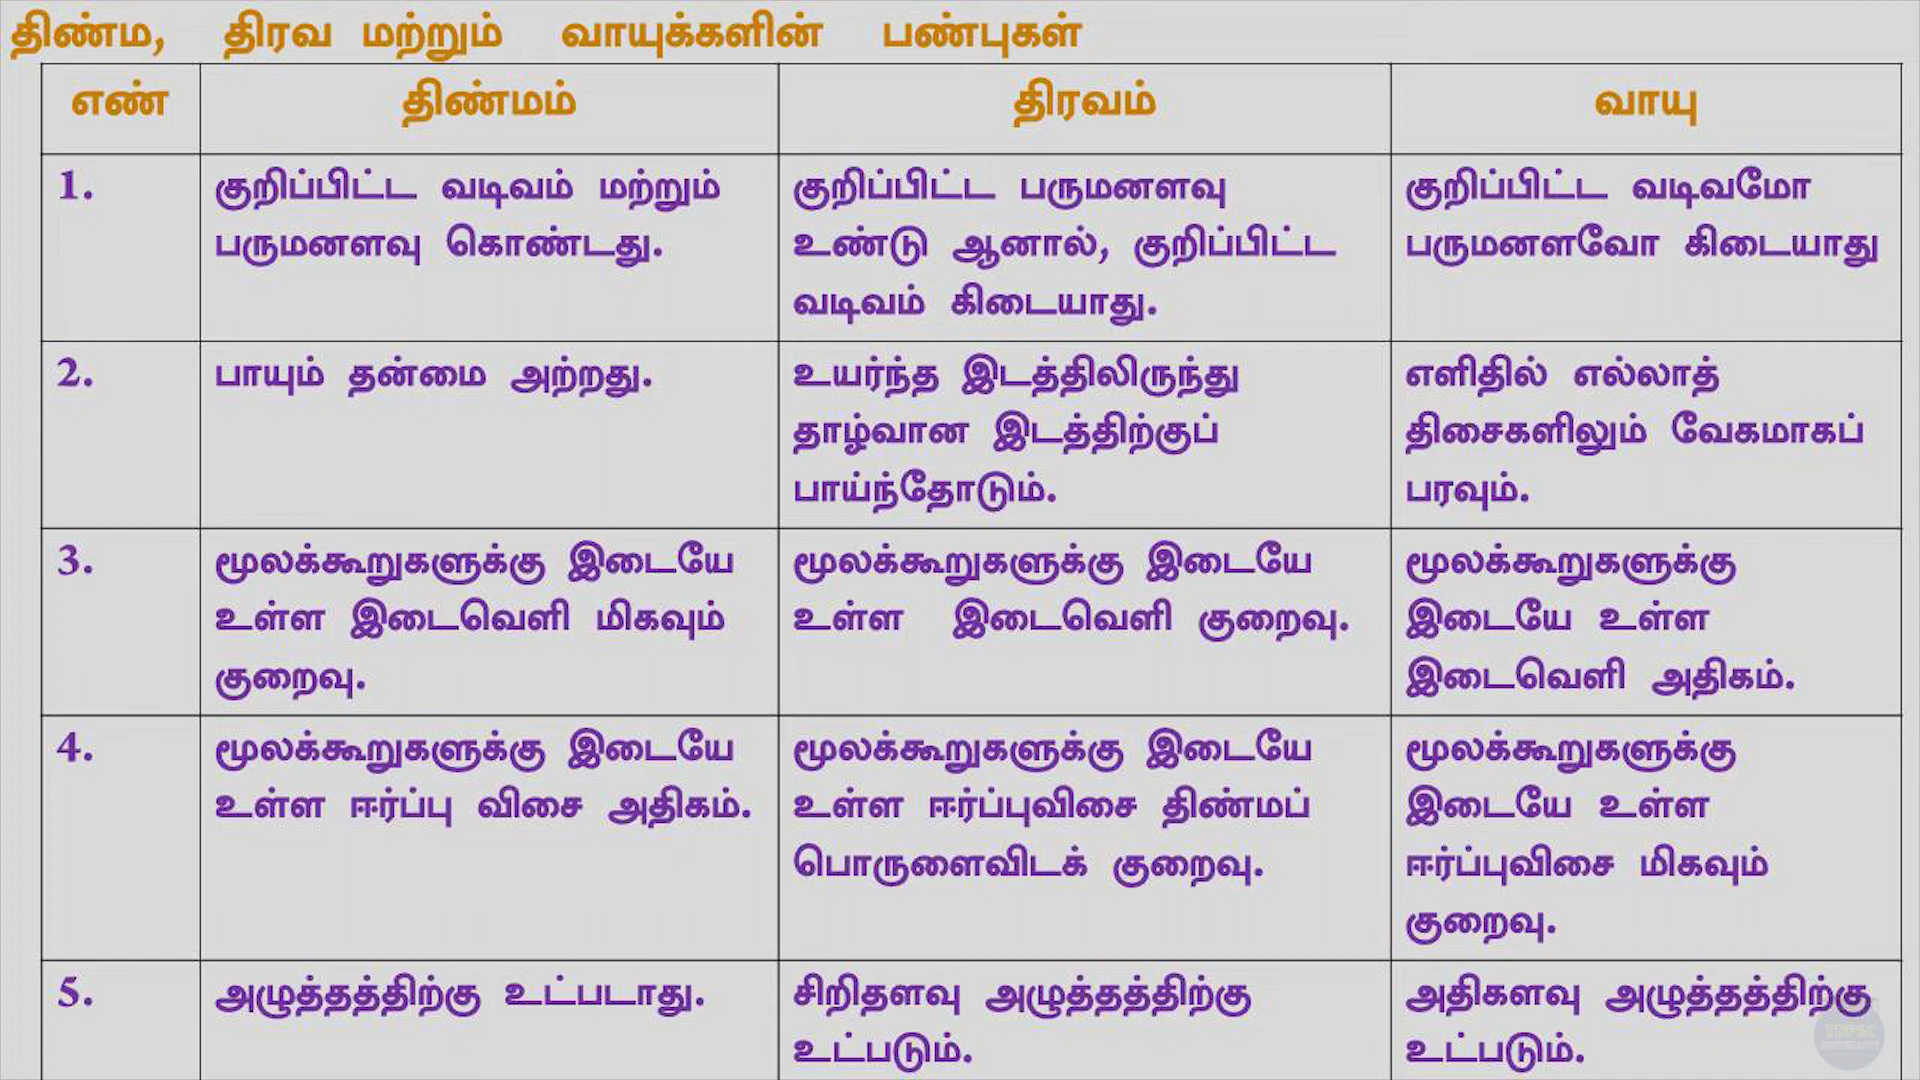 திண்ம, திரவ மற்றும் வாயுக்களின் பண்புகள்
எண் திண்மம் திரவம் வாயு
1.
குறிப்பிட்ட வடிவம் மற்றும்
பருமனளவு கொண்டது.
குறிப்பிட்ட பருமனளவு
உண்டு ஆனால், குறிப்பிட்ட
வடிவம் கிடையாது.
குறிப்பிட்ட வடிவமோ
பருமனளவோ கிடையாது
2.
பாயும் தன்மை அற்றது.
உயர்ந்த இடத்திலிருந்து
தாழ்வான இடத்திற்குப்
பாய்ந்தோடும்.
எளிதில் எல்லாத்
திசைகளிலும் வேகமாகப்
பரவும்.
3.
மூலக்கூறுகளுக்கு இடையே
உள்ள இடைவெளி மிகவும்
குறைவு.
மூலக்கூறுகளுக்கு இடையே
உள்ள இடைவெளி குறைவு.
மூலக்கூறுகளுக்கு
இடையே உள்ள
இடைவெளி அதிகம்.
4.
மூலக்கூறுகளுக்கு இடையே
உள்ள ஈர்ப்பு விசை அதிகம்.
மூலக்கூறுகளுக்கு இடையே
உள்ள ஈர்ப்புவிசை திண்மப்
பொருளைவிடக் குறைவு.
மூலக்கூறுகளுக்கு
இடையே உள்ள
ஈர்ப்புவிசை மிகவும்
குறைவு.
5.
அழுத்தத்திற்கு உட்படாது.
சிறிதளவு அழுத்தத்திற்கு
உட்படும்.
அதிகளவு அழுத்தத்திற்கு
உட்படும்.